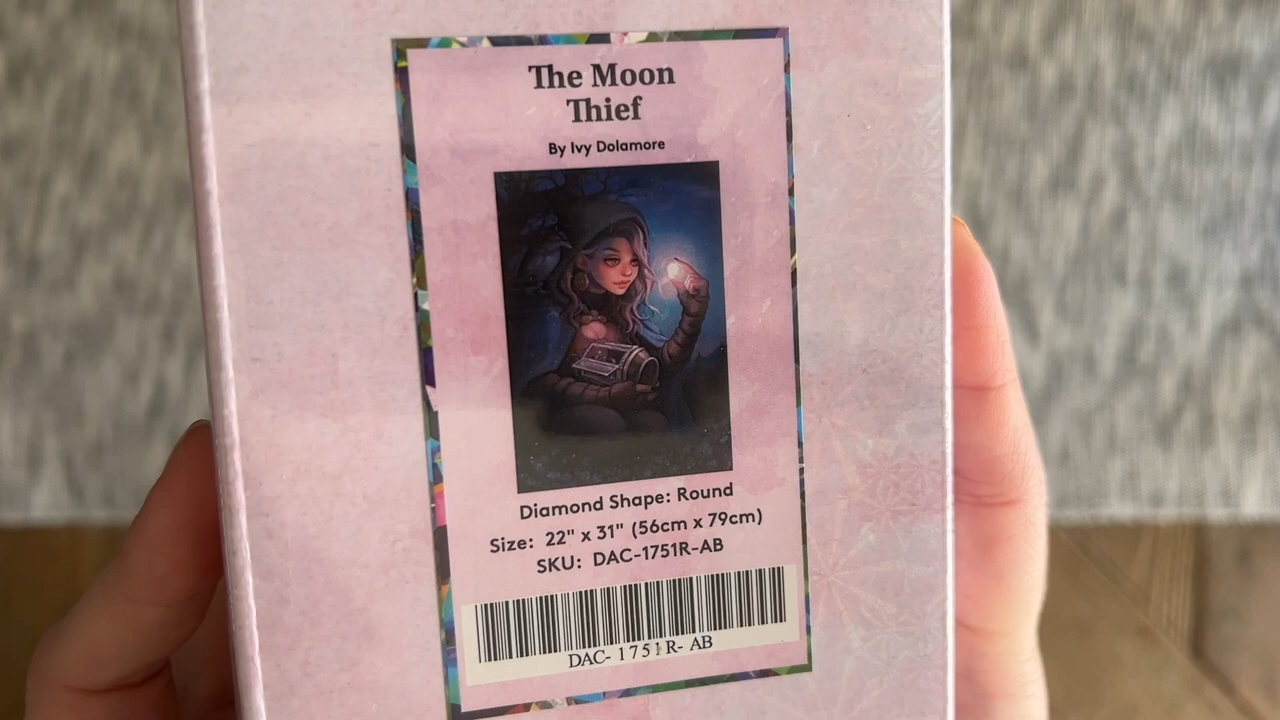 The Moon
Thief
By Ivy Dolamore
Diamond Shape: Round
Size: 22" x 31" (56cm x 79cm)
SKU: DAC-1751R-AB
DAC- 1751R- AB